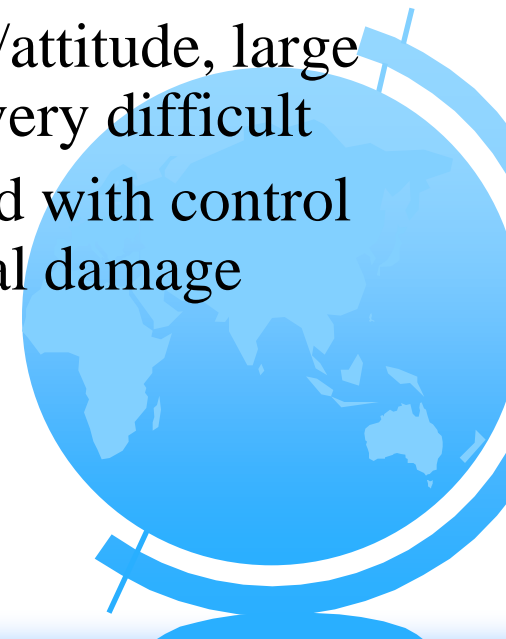 /attitude, large
very difficult
d with control
al damage